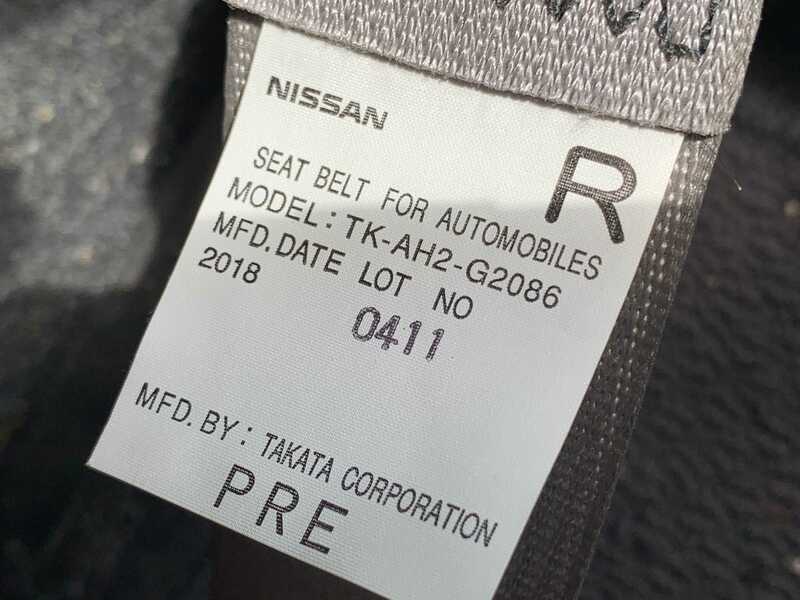 NISSAN
R
SEAT BELT FOR AUTOMOBILES
MODEL: TK-AH2-G2086
MFD. DATE LOT NO
2018 0411
MFD. BY: TAKATA CORPORATION
PRE